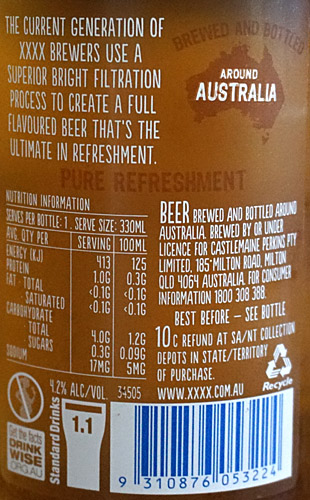 THE CURRENT GENERATION OF
XXXX BREWERS USE A
SUPERIOR BRIGHT FILTRATION
PROCESS TO CREATE A FULL
FLAVOURED BEER THAT'S THE
ULTIMATE IN REFRESHMENT.
BREWED AND BOTTLED
AROUND
AUSTRALIA
PURE REFRESHMENT
NUTRITION INFORMATION
SERVES PER BOTTLE: 1. SERVE SIZE: 330ML
AVG. QTY PER SERVING 100ML
ENERGY (KJ) 413 125
PROTEIN 1.0G 0.3G
FAT - TOTAL <0.1G <0.1G
SATURATED <0.1G <0.1G
CARBOHYDRATE
TOTAL 4.0G 1.2G
SUGARS 0.3G 0.09G
SODIUM 17MG 5MG
BEER BREWED AND BOTTLED AROUND
AUSTRALIA. BREWED BY OR UNDER
LICENCE FOR CASTLEMAINE PERKINS PTY
LIMITED, 185 MILTON ROAD, MILTON
QLD 4064 AUSTRALIA. FOR CONSUMER
INFORMATION 1800 308 388.
BEST BEFORE – SEE BOTTLE
10c REFUND AT SA/NT COLLECTION
DEPOTS IN STATE/TERRITORY
OF PURCHASE.
WWW.XXXX.COM.AU
Recycle
4.2% ALC/VOL. 34505
Get the facts
DRINK
WISE
.ORG.AU
Standard Drinks
1.1
9 310876 053224